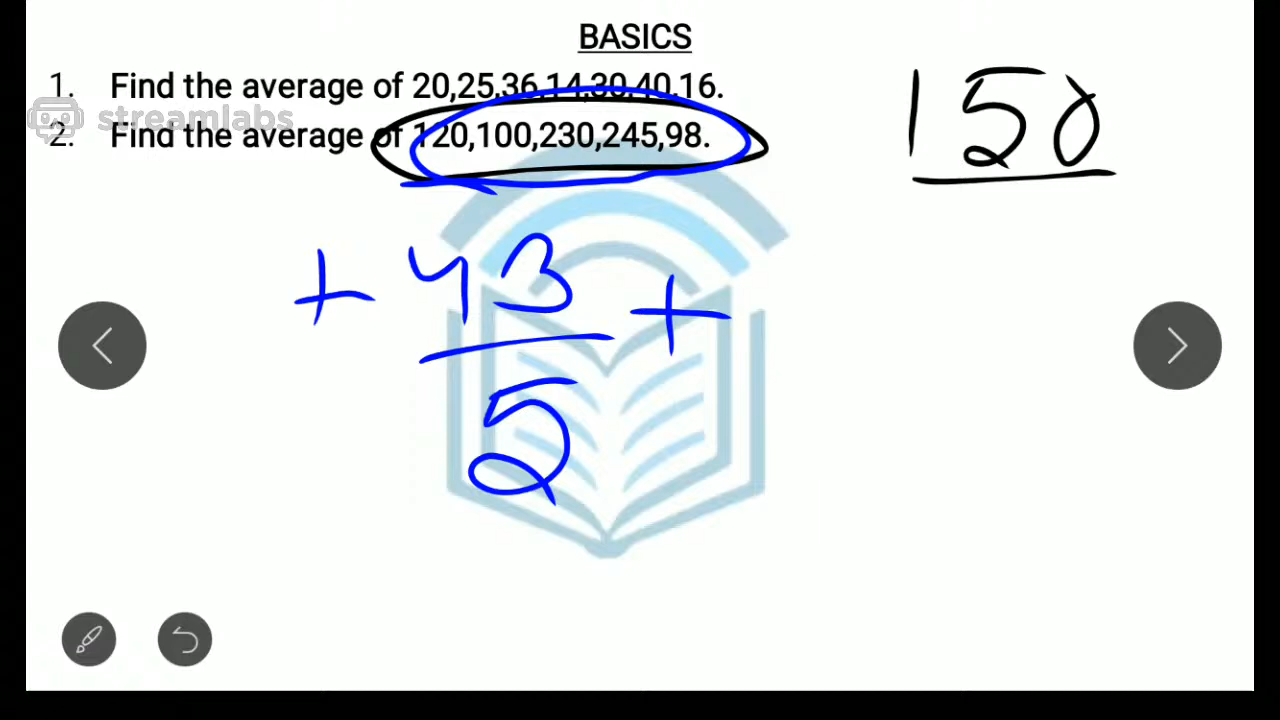 BASICS
1. Find the average of 20,25,36,14,30,40,16.
streamlabs
2. Find the average of 120,100,230,245,98.
150
+ 43 +
5